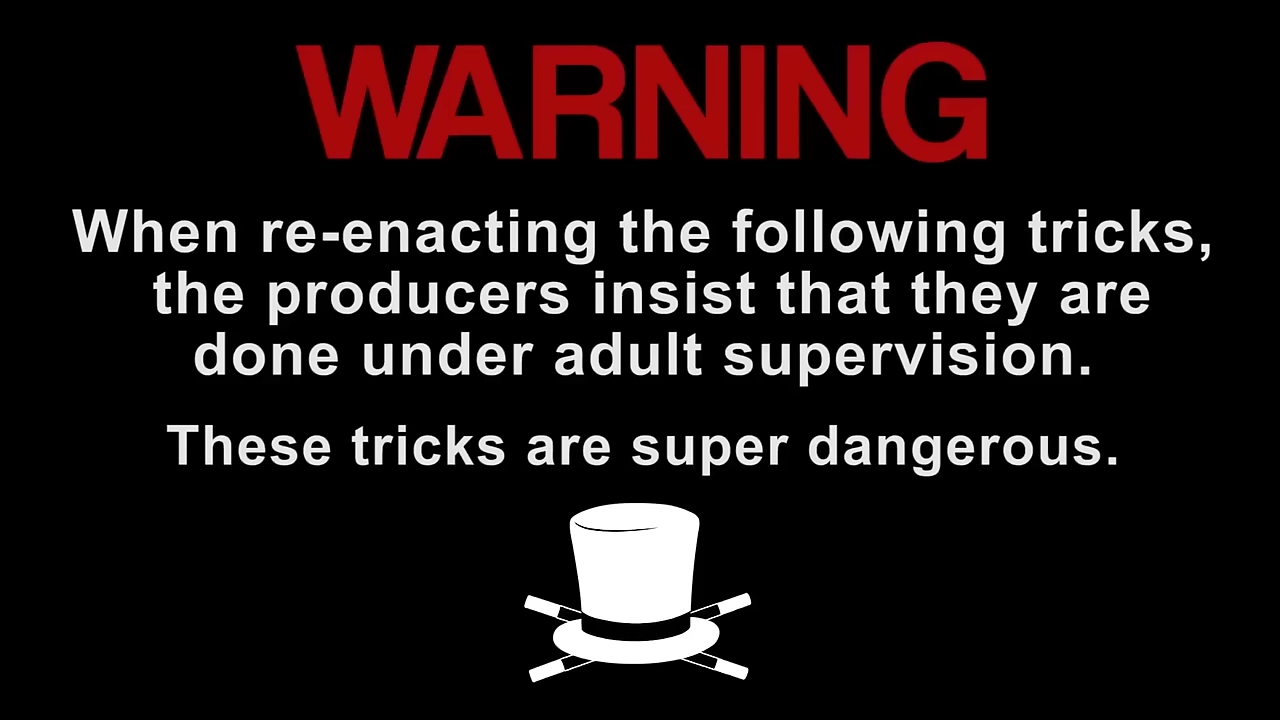 WARNING
When re-enacting the following tricks,
the producers insist that they are
done under adult supervision.
These tricks are super dangerous.